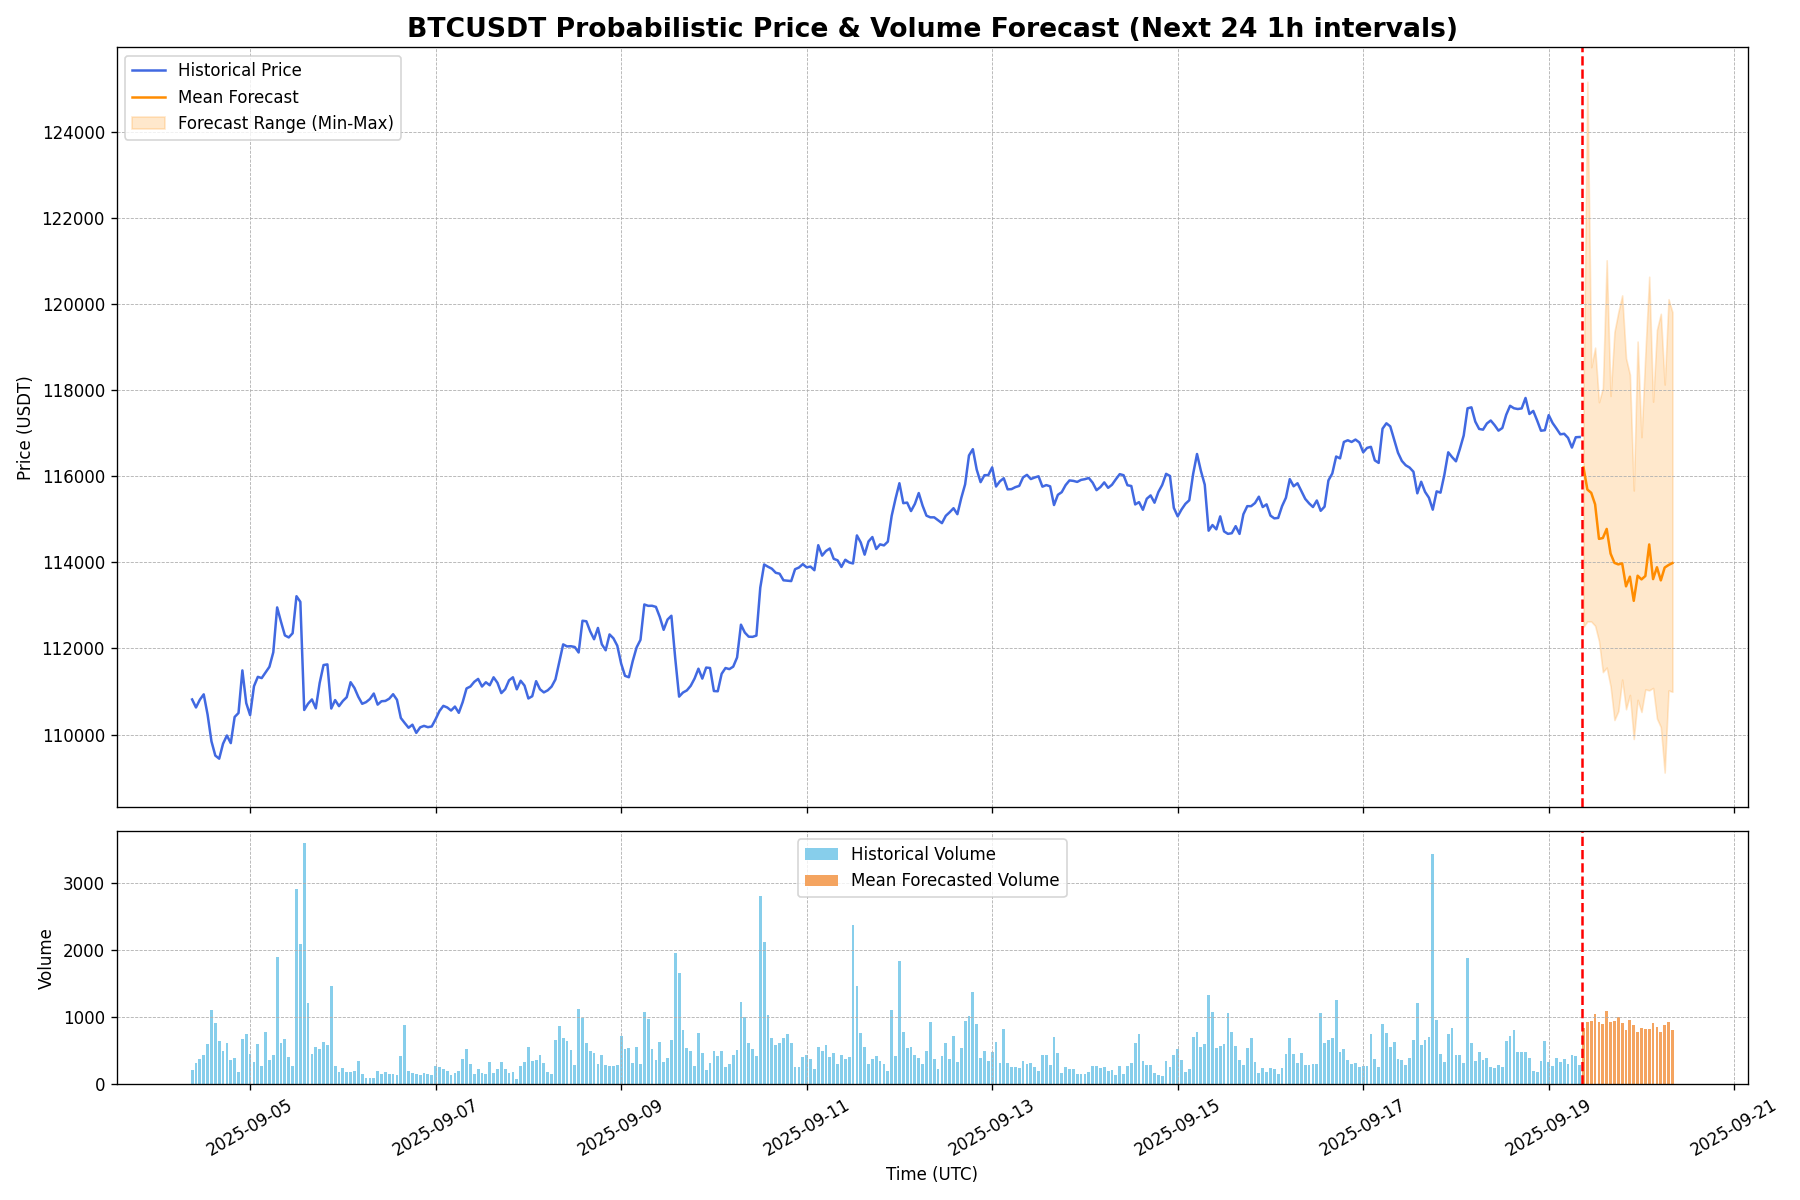 BTCUSDT Probabilistic Price & Volume Forecast (Next 24 1h intervals)
Historical Price
Mean Forecast
Forecast Range (Min-Max)
Price (USDT)
124000
122000
120000
118000
116000
114000
112000
110000
Historical Volume
Mean Forecasted Volume
Volume
3000
2000
1000
0
2025-09-05
2025-09-07
2025-09-09
2025-09-11
2025-09-13
2025-09-15
2025-09-17
2025-09-19
2025-09-21
Time (UTC)